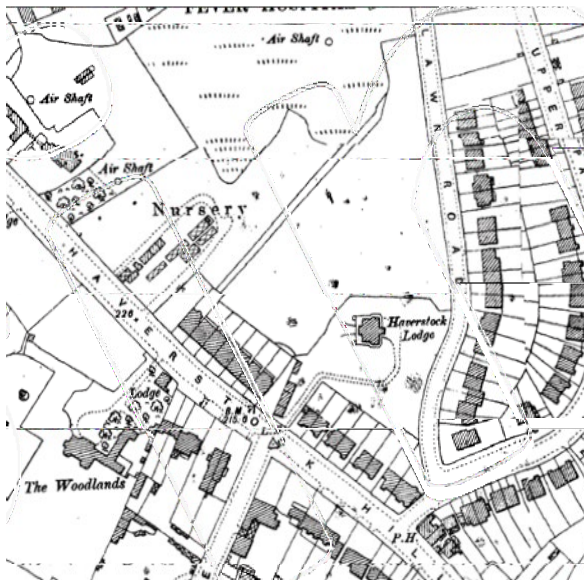 FEVER HOSPITAL
Air Shaft
LAWN ROAD
UPPER
Air Shaft
Air Shaft
Nursery
HAVERSTOCK HILL
226
Haverstock
Lodge
Lodge
B.M.
The Woodlands
P.H.